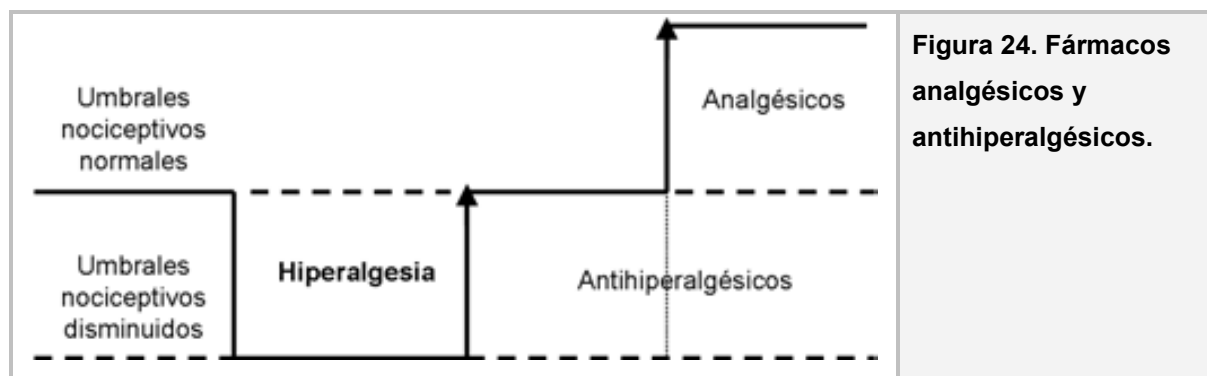 Umbrales
nociceptivos
normales
Analgésicos
Umbrales
nociceptivos
disminuidos
Hiperalgesia
Antihiperalgésicos
Figura 24. Fármacos
analgésicos y
antihiperalgésicos.